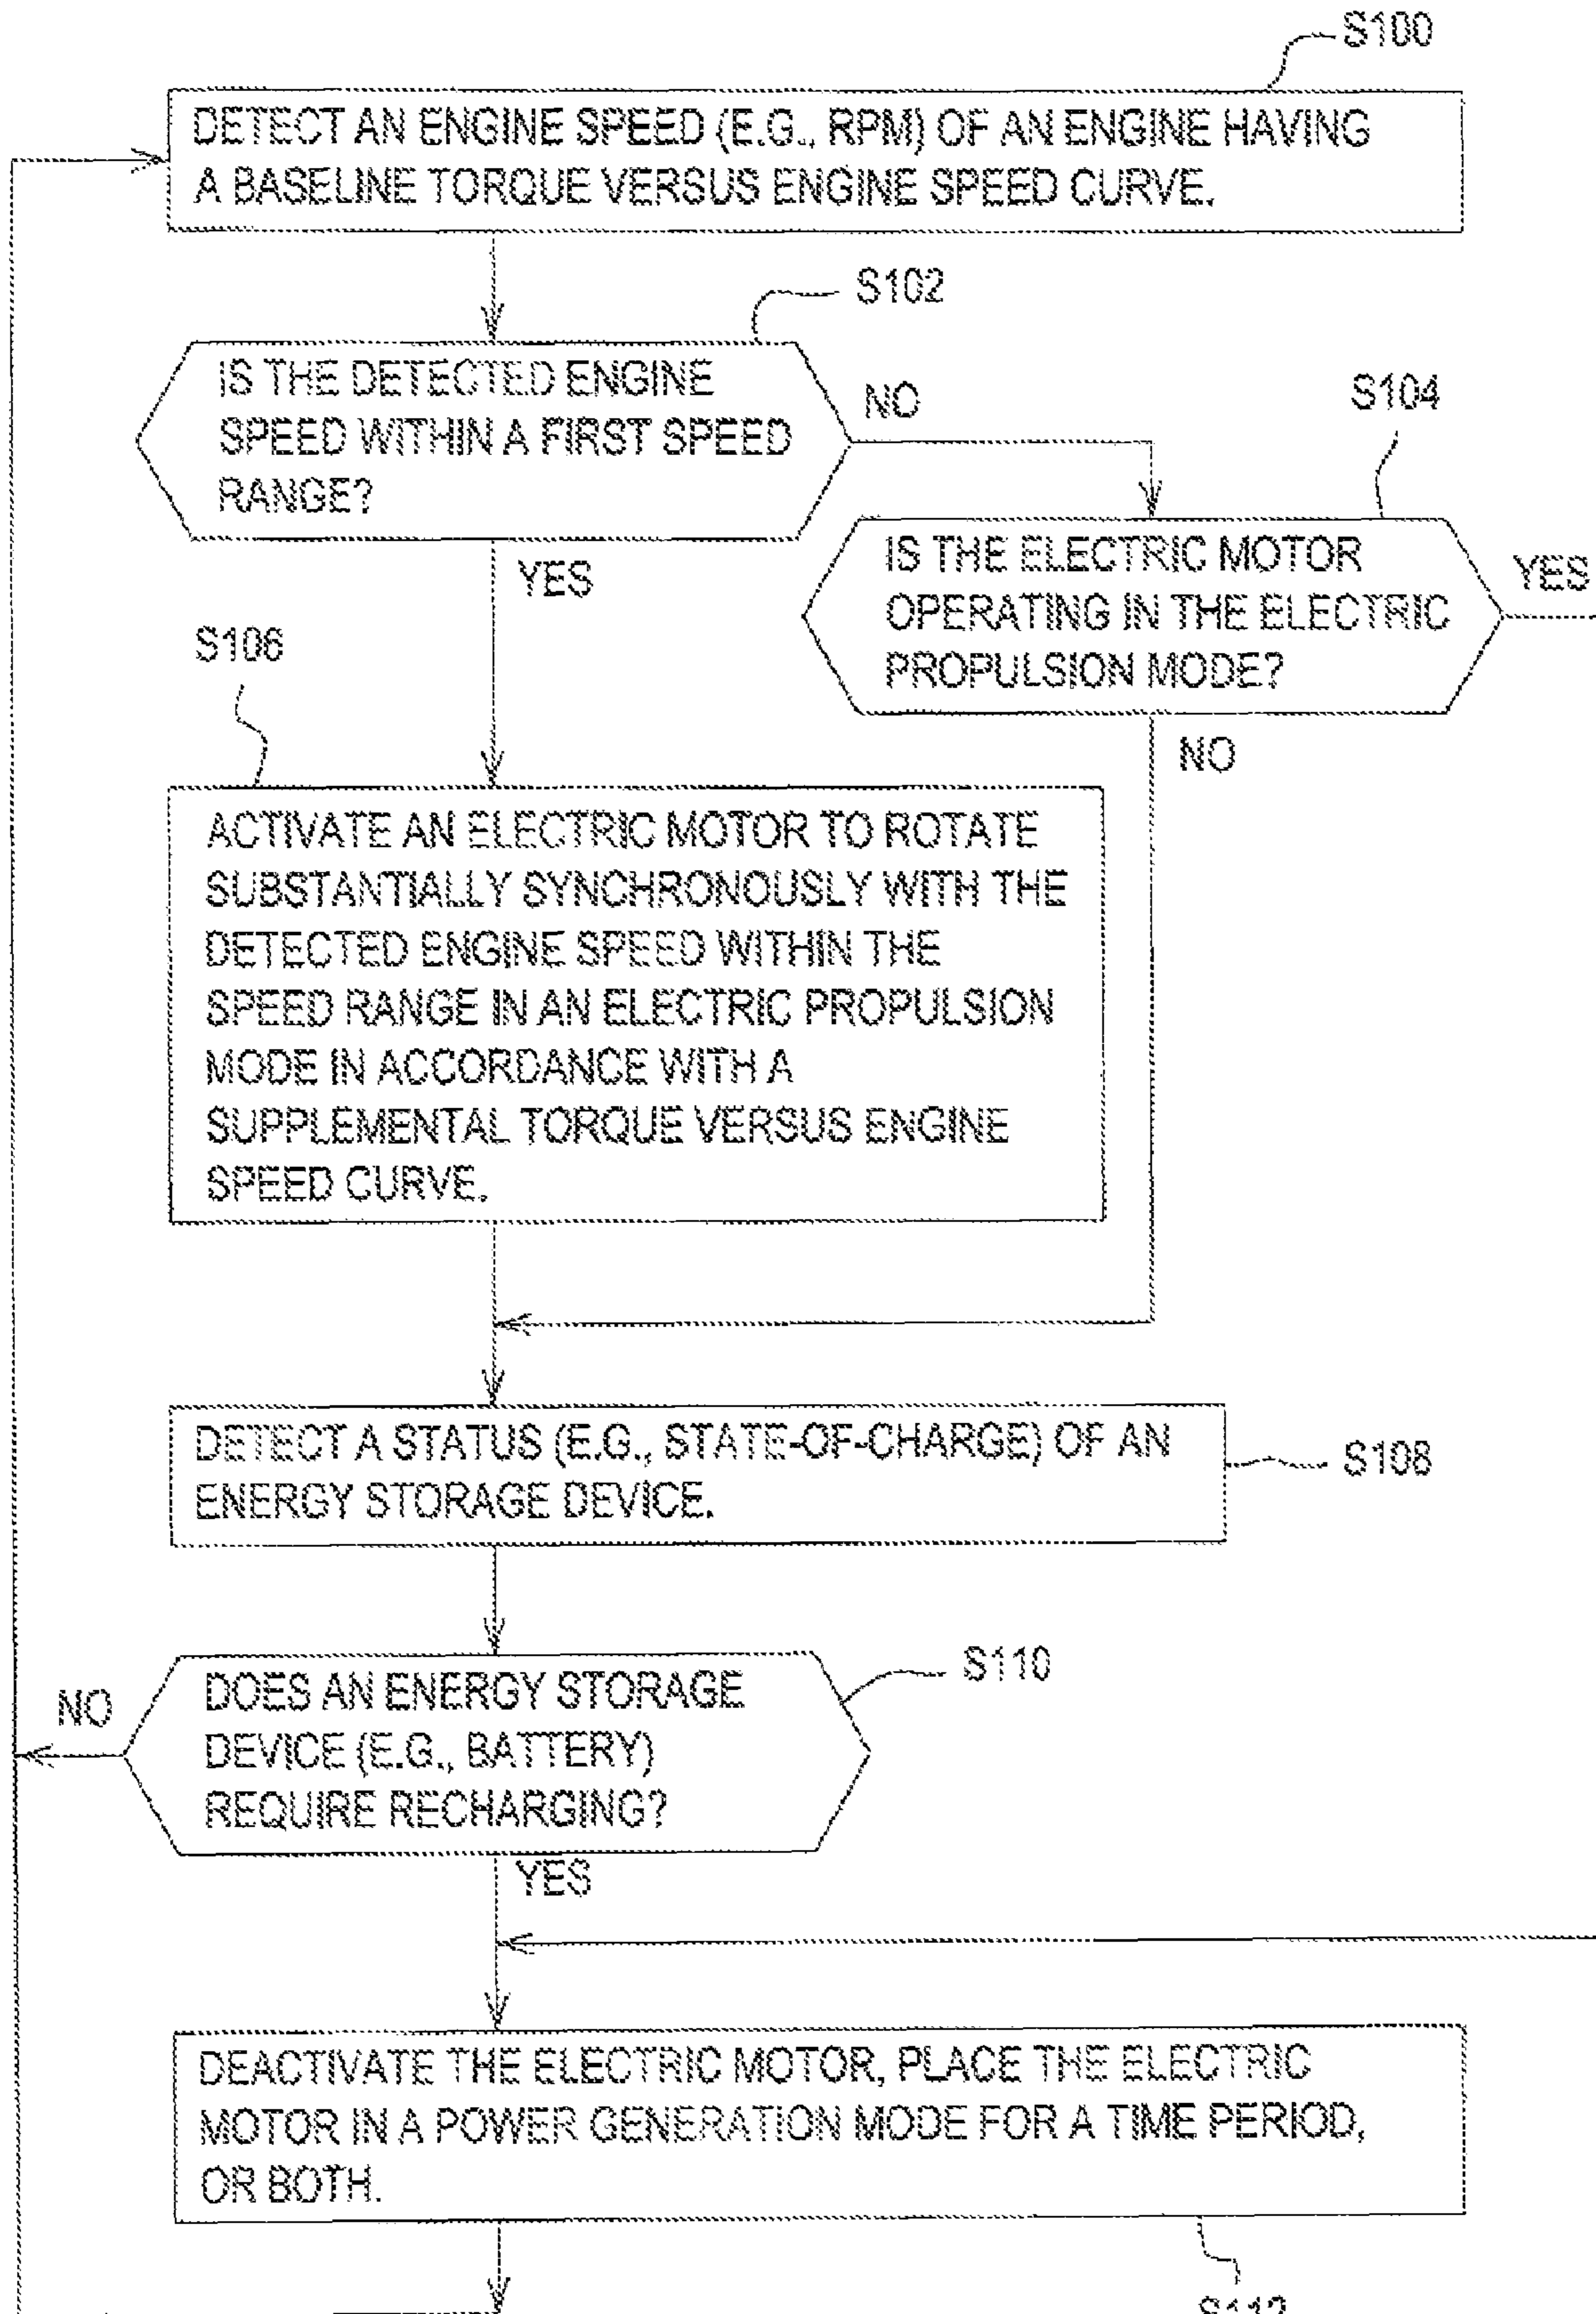 S100
DETECT AN ENGINE SPEED (E.G., RPM) OF AN ENGINE HAVING
A BASELINE TORQUE VERSUS ENGINE SPEED CURVE.
S102
IS THE DETECTED ENGINE
SPEED WITHIN A FIRST SPEED
RANGE?
NO
YES
S104
IS THE ELECTRIC MOTOR
OPERATING IN THE ELECTRIC
PROPULSION MODE?
YES
NO
S106
ACTIVATE AN ELECTRIC MOTOR TO ROTATE
SUBSTANTIALLY SYNCHRONOUSLY WITH THE
DETECTED ENGINE SPEED WITHIN THE
SPEED RANGE IN AN ELECTRIC PROPULSION
MODE IN ACCORDANCE WITH A
SUPPLEMENTAL TORQUE VERSUS ENGINE
SPEED CURVE.
DETECT A STATUS (E.G., STATE-OF-CHARGE) OF AN
ENERGY STORAGE DEVICE.
S108
S110
DOES AN ENERGY STORAGE
DEVICE (E.G., BATTERY)
REQUIRE RECHARGING?
NO
YES
DEACTIVATE THE ELECTRIC MOTOR, PLACE THE ELECTRIC
MOTOR IN A POWER GENERATION MODE FOR A TIME PERIOD,
OR BOTH.
S112